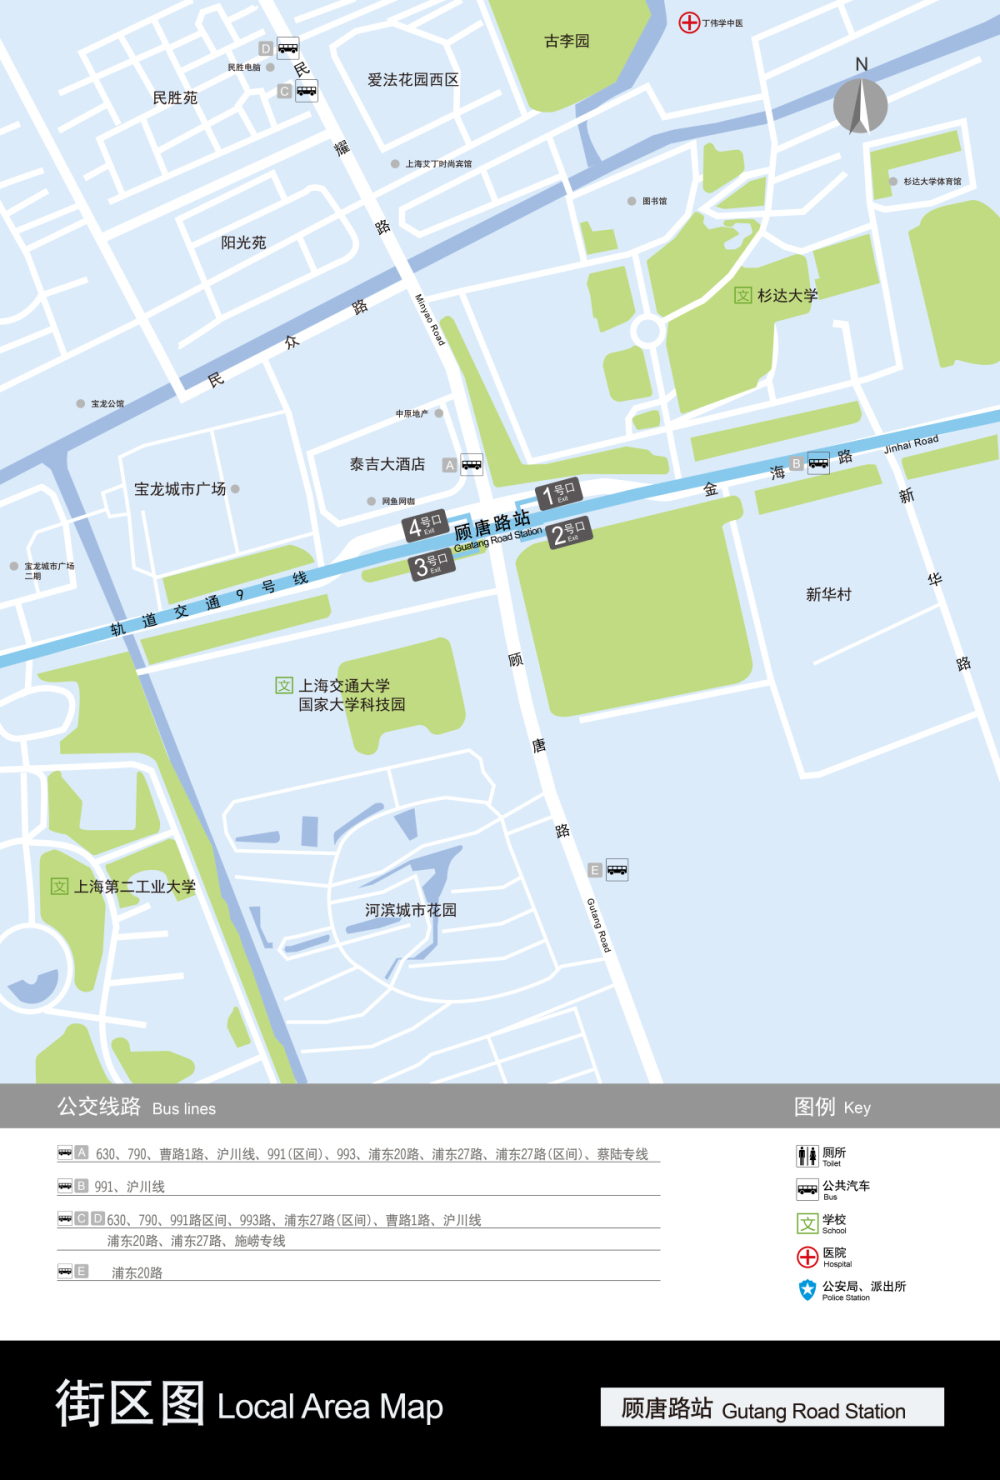 古李园
丁伟学中医
D
民胜电脑
C
民胜苑
爱法花园西区
N
民耀路
上海艾丁时尚宾馆
杉达大学体育馆
图书馆
阳光苑
文 杉达大学
Minyao Road
民众路
宝龙公馆
中原地产
泰吉大酒店
A
B
金海路
Jinhai Road
宝龙城市广场
网鱼网咖
1号口
Exit
4号口
Exit
顾唐路站
Guatang Road Station
2号口
Exit
3号口
Exit
新华路
宝龙城市广场
二期
轨道交通9号线
新华村
文 上海交通大学
国家大学科技园
顾唐路
E
文 上海第二工业大学
河滨城市花园
Gutang Road
公交线路 Bus lines
图例 Key
A 630、790、曹路1路、沪川线、991(区间)、993、浦东20路、浦东27路、浦东27路(区间)、蔡陆专线
B 991、沪川线
C D 630、790、991路区间、993路、浦东27路(区间)、曹路1路、沪川线
浦东20路、浦东27路、施崂专线
E 浦东20路
厕所
Toilet
公共汽车
Bus
文 学校
School
医院
Hospital
公安局、派出所
Police Station
街区图 Local Area Map
顾唐路站 Gutang Road Station